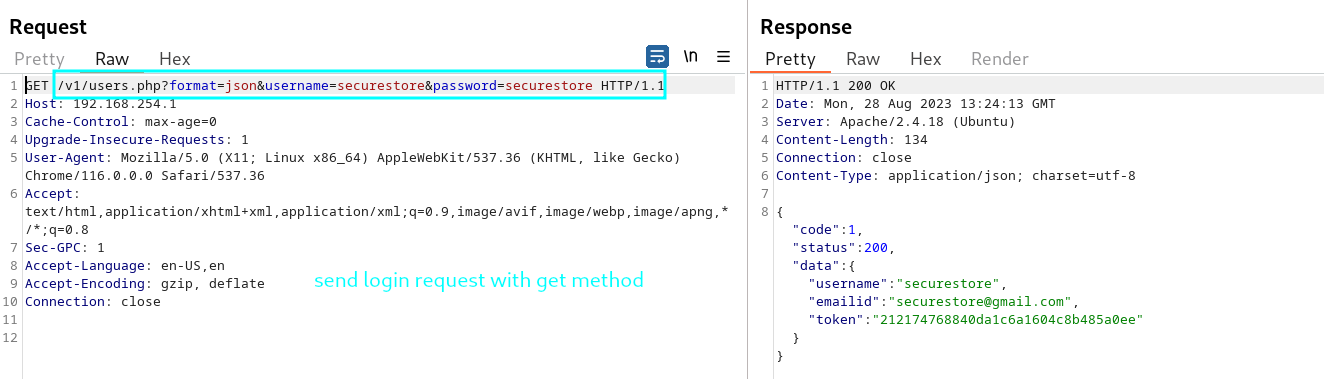 Request
Pretty Raw Hex
\n
1 GET /v1/users.php?format=json&username=securestore&password=securestore HTTP/1.1
2 Host: 192.168.254.1
3 Cache-Control: max-age=0
4 Upgrade-Insecure-Requests: 1
5 User-Agent: Mozilla/5.0 (X11; Linux x86_64) AppleWebKit/537.36 (KHTML, like Gecko)
Chrome/116.0.0.0 Safari/537.36
6 Accept:
text/html,application/xhtml+xml,application/xml;q=0.9,image/avif,image/webp,image/apng,*
/*;q=0.8
7 Sec-GPC: 1
8 Accept-Language: en-US,en
9 Accept-Encoding: gzip, deflate
10 Connection: close
11
12
send login request with get method
Response
Pretty Raw Hex Render
1 HTTP/1.1 200 OK
2 Date: Mon, 28 Aug 2023 13:24:13 GMT
3 Server: Apache/2.4.18 (Ubuntu)
4 Content-Length: 134
5 Connection: close
6 Content-Type: application/json; charset=utf-8
7
8 {
"code":1,
"status":200,
"data":{
"username":"securestore",
"emailid":"securestore@gmail.com",
"token":"212174768840da1c6a1604c8b485a0ee"
}
}